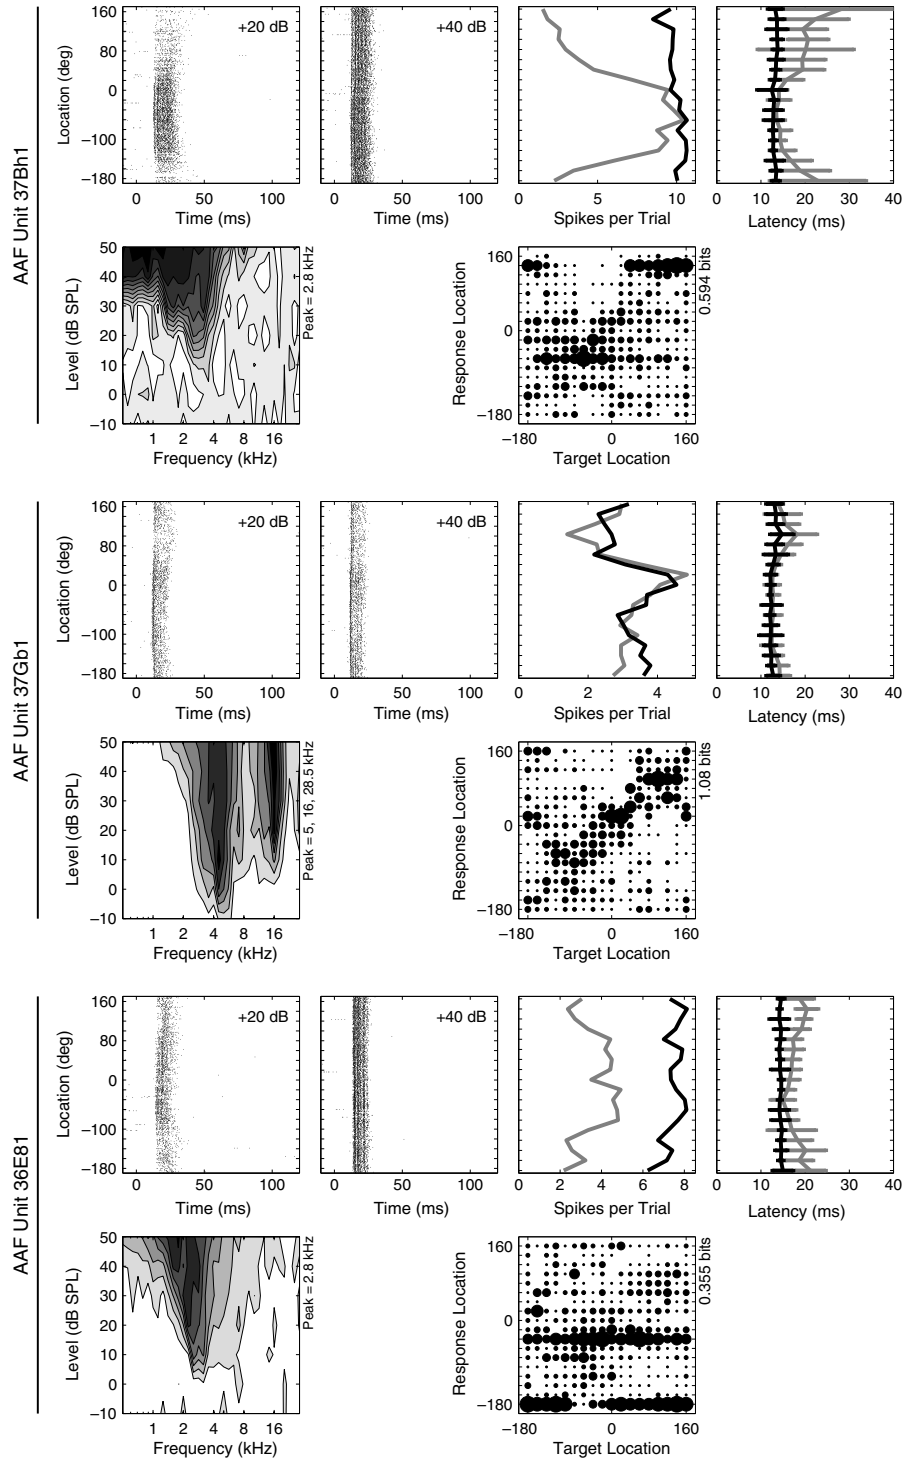 AAF Unit 37Bh1
Location (deg)
160
80
0
−100
−180
+20 dB
0 50 100
Time (ms)
+40 dB
0 50 100
Time (ms)
0 5 10
Spikes per Trial
0 10 20 30 40
Latency (ms)
Level (dB SPL)
50
40
30
20
10
0
−10
1 2 4 8 16
Frequency (kHz)
Peak = 2.8 kHz
Response Location
160
0
−180
−180 0 160
Target Location
0.594 bits
AAF Unit 37Gb1
Location (deg)
160
80
0
−100
−180
+20 dB
0 50 100
Time (ms)
+40 dB
0 50 100
Time (ms)
0 2 4
Spikes per Trial
0 10 20 30 40
Latency (ms)
Level (dB SPL)
50
40
30
20
10
0
−10
1 2 4 8 16
Frequency (kHz)
Peak = 5, 16, 28.5 kHz
Response Location
160
0
−180
−180 0 160
Target Location
1.08 bits
AAF Unit 36E81
Location (deg)
160
80
0
−100
−180
+20 dB
0 50 100
Time (ms)
+40 dB
0 50 100
Time (ms)
0 2 4 6 8
Spikes per Trial
0 10 20 30 40
Latency (ms)
Level (dB SPL)
50
40
30
20
10
0
−10
1 2 4 8 16
Frequency (kHz)
Peak = 2.8 kHz
Response Location
160
0
−180
−180 0 160
Target Location
0.355 bits